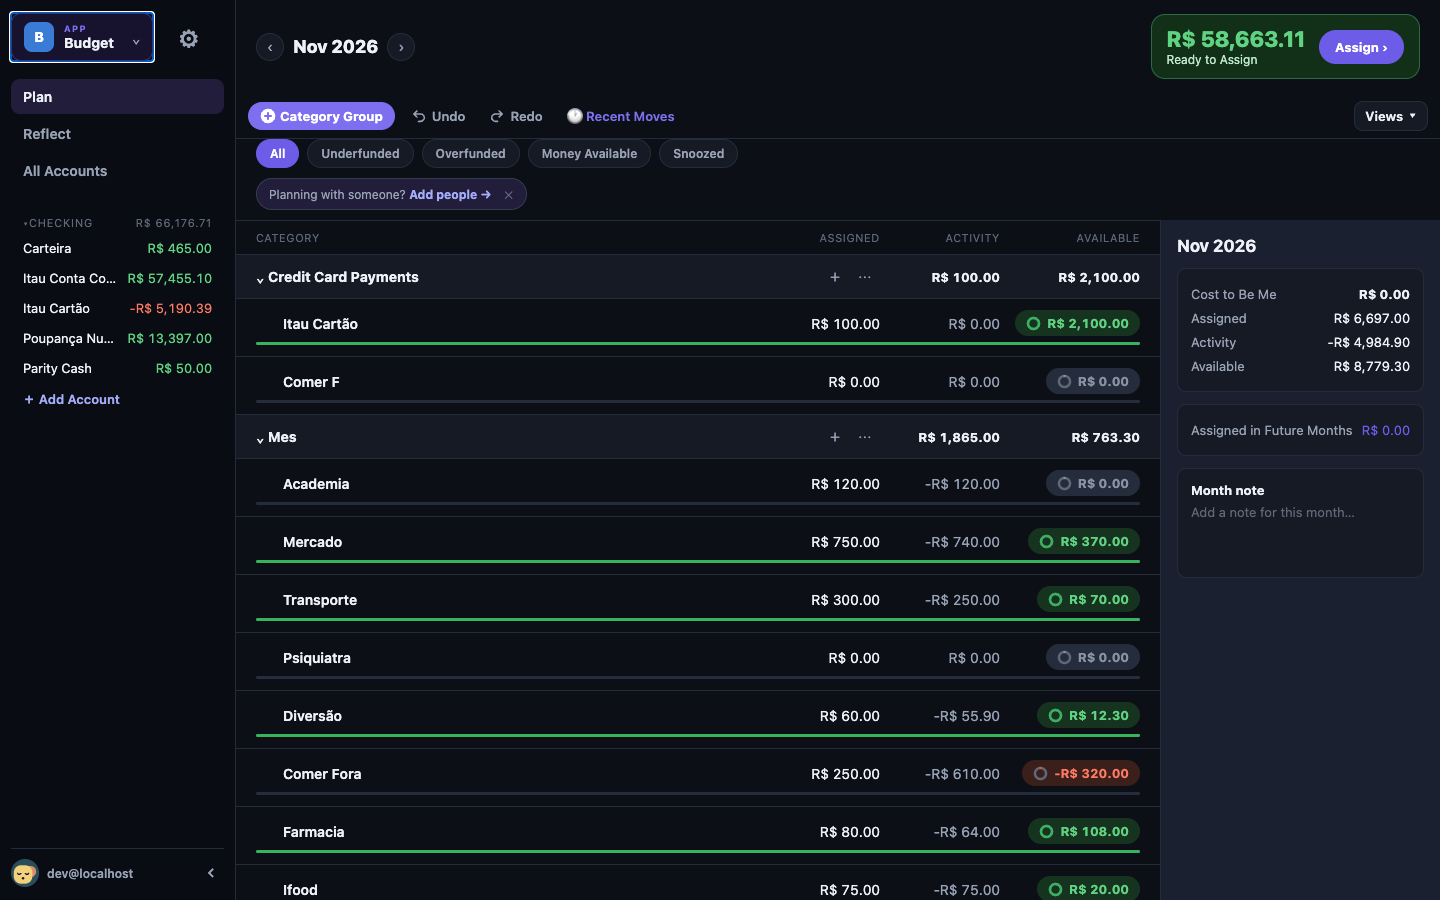 B
APP
Budget
Plan
Reflect
All Accounts
CHECKING R$ 66,176.71
Carteira R$ 465.00
Itau Conta Co... R$ 57,455.10
Itau Cartão -R$ 5,190.39
Poupança Nu... R$ 13,397.00
Parity Cash R$ 50.00
+ Add Account
dev@localhost
‹ Nov 2026 ›
R$ 58,663.11
Ready to Assign
Assign ›
Category Group Undo Redo Recent Moves Views
All Underfunded Overfunded Money Available Snoozed
Planning with someone? Add people →
CATEGORY ASSIGNED ACTIVITY AVAILABLE
Credit Card Payments + ... R$ 100.00 R$ 2,100.00
Itau Cartão R$ 100.00 R$ 0.00 R$ 2,100.00
Comer F R$ 0.00 R$ 0.00 R$ 0.00
Mes + ... R$ 1,865.00 R$ 763.30
Academia R$ 120.00 -R$ 120.00 R$ 0.00
Mercado R$ 750.00 -R$ 740.00 R$ 370.00
Transporte R$ 300.00 -R$ 250.00 R$ 70.00
Psiquiatra R$ 0.00 R$ 0.00 R$ 0.00
Diversão R$ 60.00 -R$ 55.90 R$ 12.30
Comer Fora R$ 250.00 -R$ 610.00 -R$ 320.00
Farmacia R$ 80.00 -R$ 64.00 R$ 108.00
Ifood R$ 75.00 -R$ 75.00 R$ 20.00
Nov 2026
Cost to Be Me R$ 0.00
Assigned R$ 6,697.00
Activity -R$ 4,984.90
Available R$ 8,779.30
Assigned in Future Months R$ 0.00
Month note
Add a note for this month...